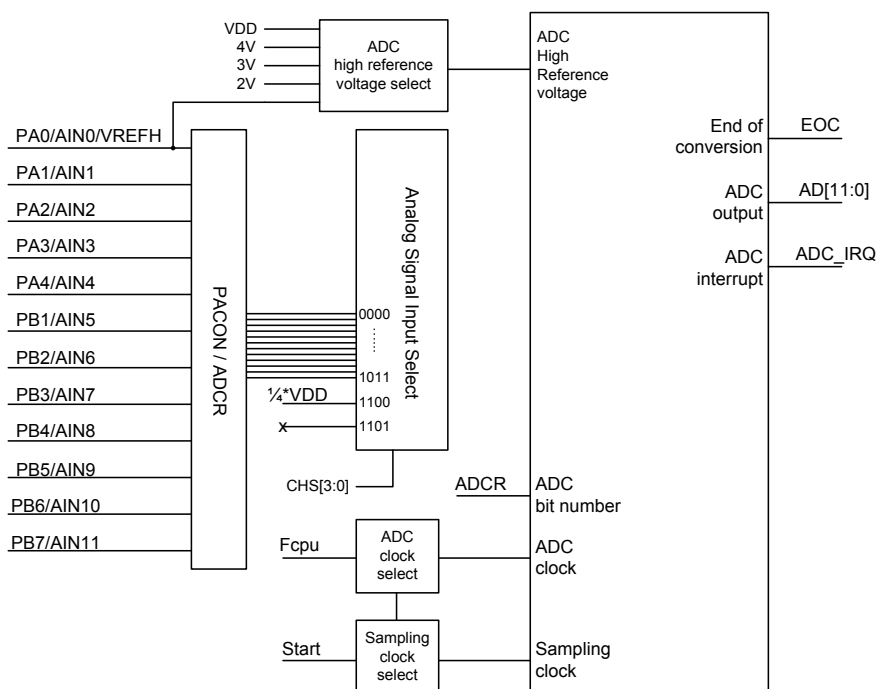 VDD
4V
3V
2V
ADC
high reference
voltage select
ADC
High
Reference
voltage
PA0/AIN0/VREFH
PA1/AIN1
PA2/AIN2
PA3/AIN3
PA4/AIN4
PB1/AIN5
PB2/AIN6
PB3/AIN7
PB4/AIN8
PB5/AIN9
PB6/AIN10
PB7/AIN11
PACON / ADCR
Analog Signal Input Select
0000
......
1011
1100
1101
¼*VDD
x
CHS[3:0]
End of
conversion
EOC
ADC
output
AD[11:0]
ADC
interrupt
ADC_IRQ
ADCR
ADC
bit number
Fcpu
ADC
clock
select
ADC
clock
Start
Sampling
clock
select
Sampling
clock